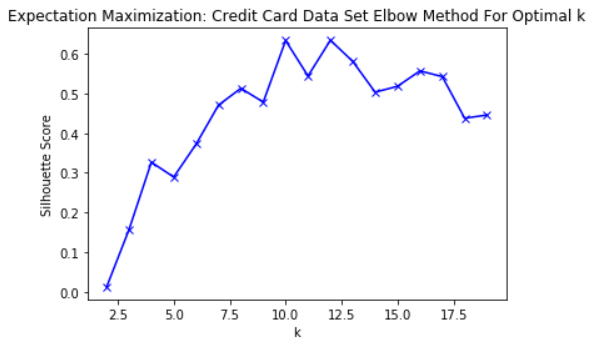 Expectation Maximization: Credit Card Data Set Elbow Method For Optimal k
0.6
0.5
0.4
0.3
0.2
0.1
0.0
Silhouette Score
2.5 5.0 7.5 10.0 12.5 15.0 17.5
k